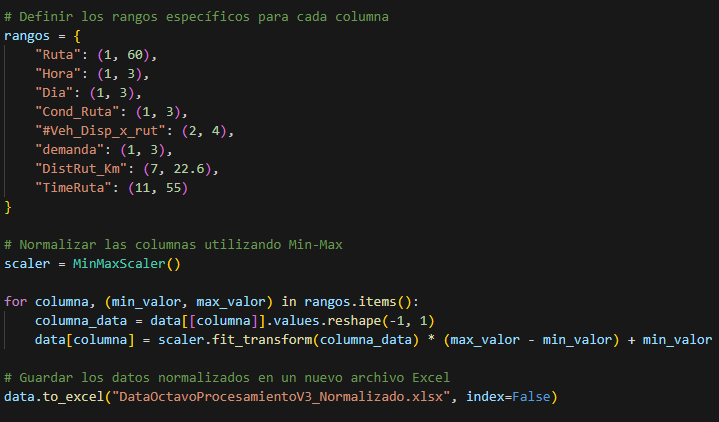 # Definir los rangos específicos para cada columna
rangos = {
    "Ruta": (1, 60),
    "Hora": (1, 3),
    "Dia": (1, 3),
    "Cond_Ruta": (1, 3),
    "#Veh_Disp_x_rut": (2, 4),
    "demanda": (1, 3),
    "DistRut_Km": (7, 22.6),
    "TimeRuta": (11, 55)
}

# Normalizar las columnas utilizando Min-Max
scaler = MinMaxScaler()

for columna, (min_valor, max_valor) in rangos.items():
    columna_data = data[[columna]].values.reshape(-1, 1)
    data[columna] = scaler.fit_transform(columna_data) * (max_valor - min_valor) + min_valor

# Guardar los datos normalizados en un nuevo archivo Excel
data.to_excel("DataOctavoProcesamientoV3_Normalizado.xlsx", index=False)